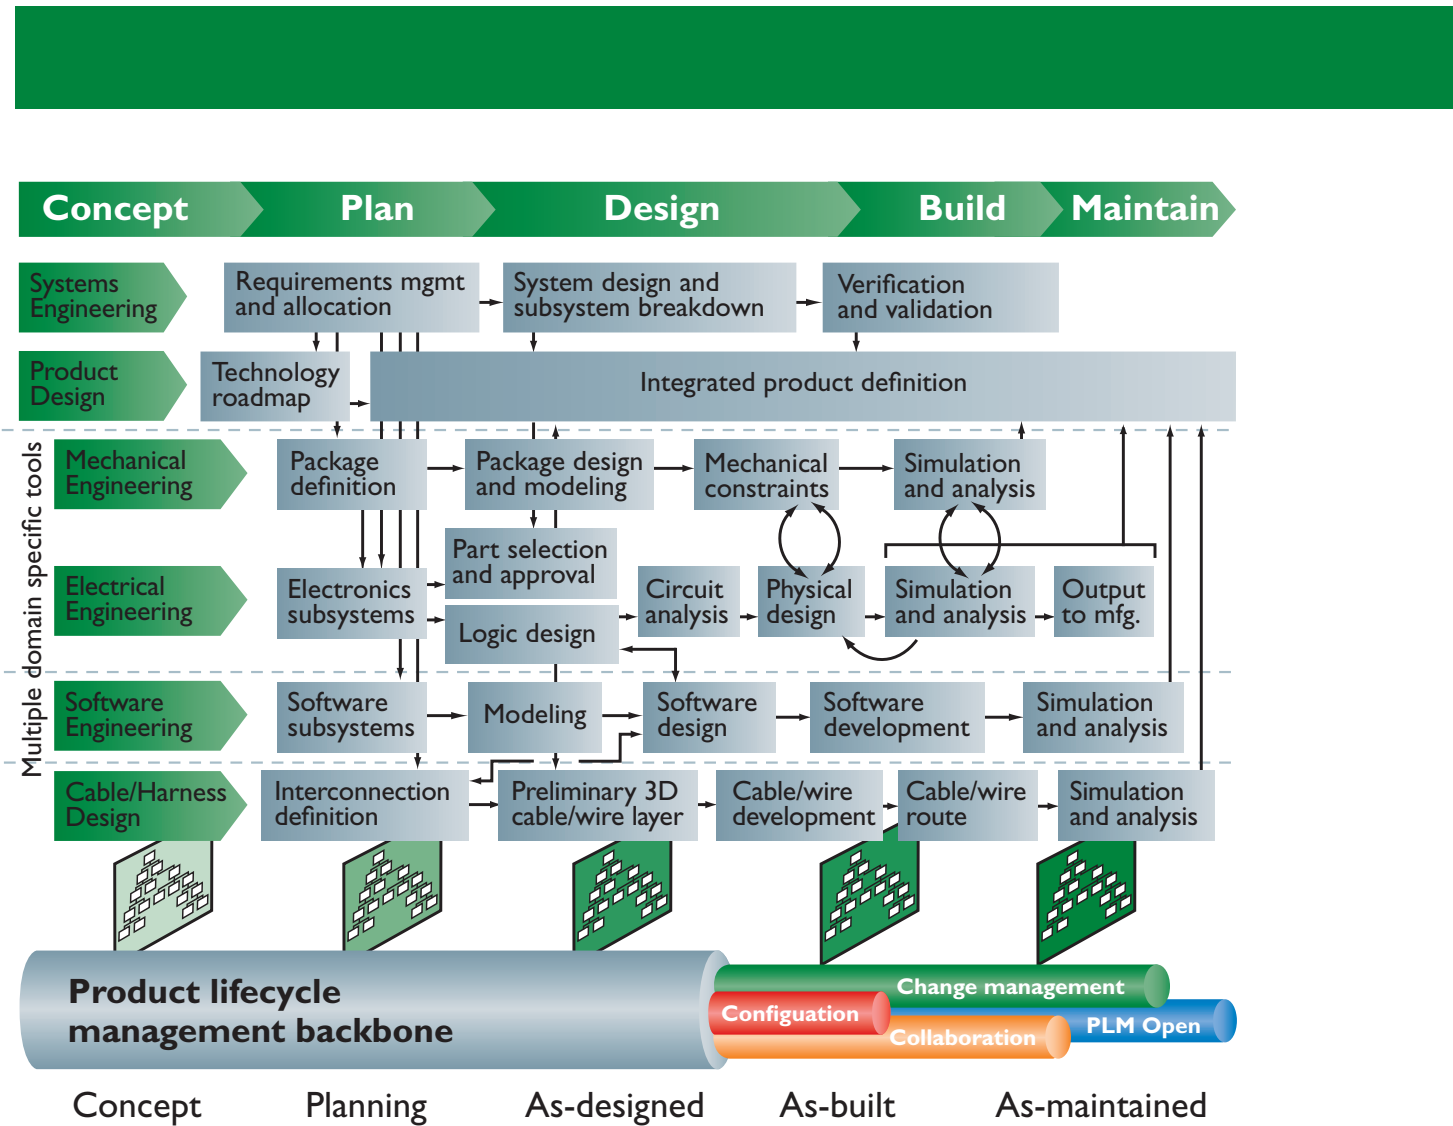 Concept
Plan
Design
Build
Maintain
Systems
Engineering
Requirements mgmt
and allocation
System design and
subsystem breakdown
Verification
and validation
Product
Design
Technology
roadmap
Integrated product definition
Multiple domain specific tools
Mechanical
Engineering
Package
definition
Package design
and modeling
Mechanical
constraints
Simulation
and analysis
Part selection
and approval
Electrical
Engineering
Electronics
subsystems
Logic design
Circuit
analysis
Physical
design
Simulation
and analysis
Output
to mfg.
Software
Engineering
Software
subsystems
Modeling
Software
design
Software
development
Simulation
and analysis
Cable/Harness
Design
Interconnection
definition
Preliminary 3D
cable/wire layer
Cable/wire
development
Cable/wire
route
Simulation
and analysis
Product lifecycle
management backbone
Change management
Configuation
PLM Open
Collaboration
Concept
Planning
As-designed
As-built
As-maintained